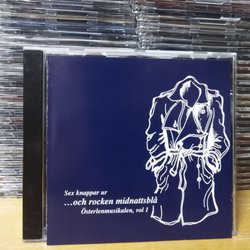 Sex knappar ur
...och rocken midnattsblå
Österlenmusikalen, vol 1